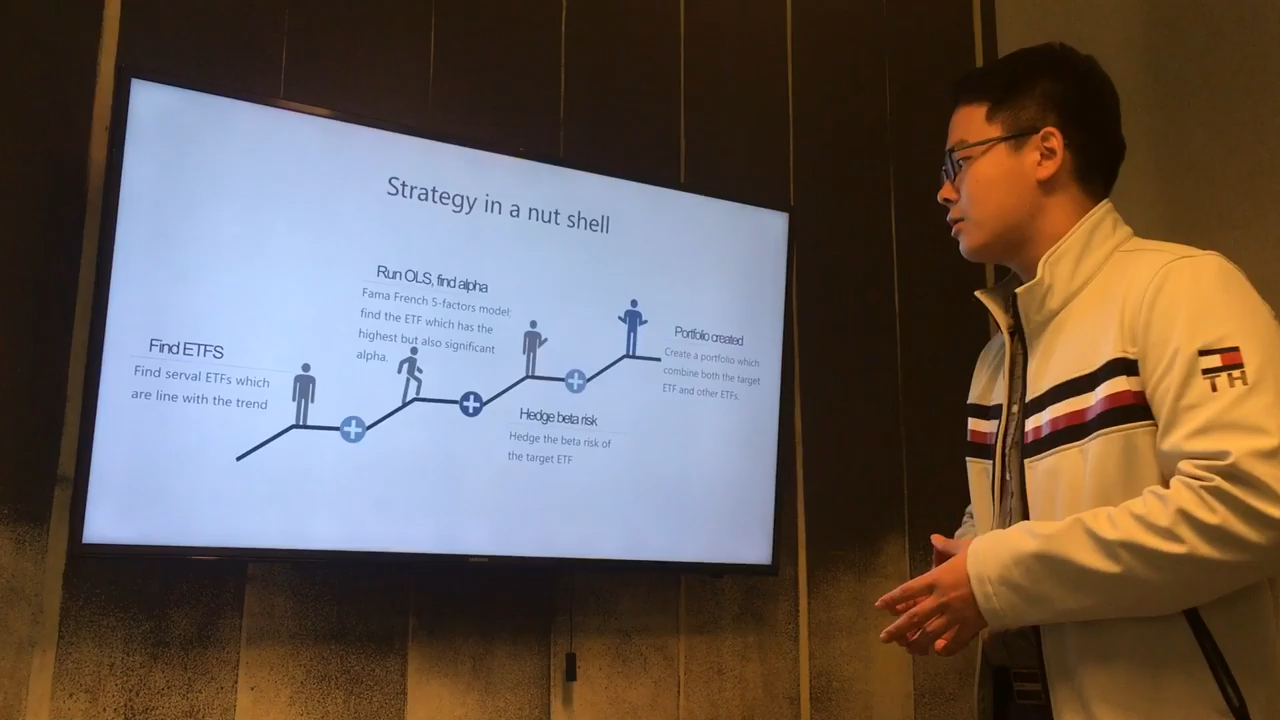 Strategy in a nut shell
Find ETFS
Find serval ETFs which
are line with the trend
Run OLS, find alpha
Fama French 5-factors model:
find the ETF which has the
highest but also significant
alpha.
Hedge beta risk
Hedge the beta risk of
the target ETF
Portfolio created
Create a portfolio which
combine both the target
ETF and other ETFs.
TH